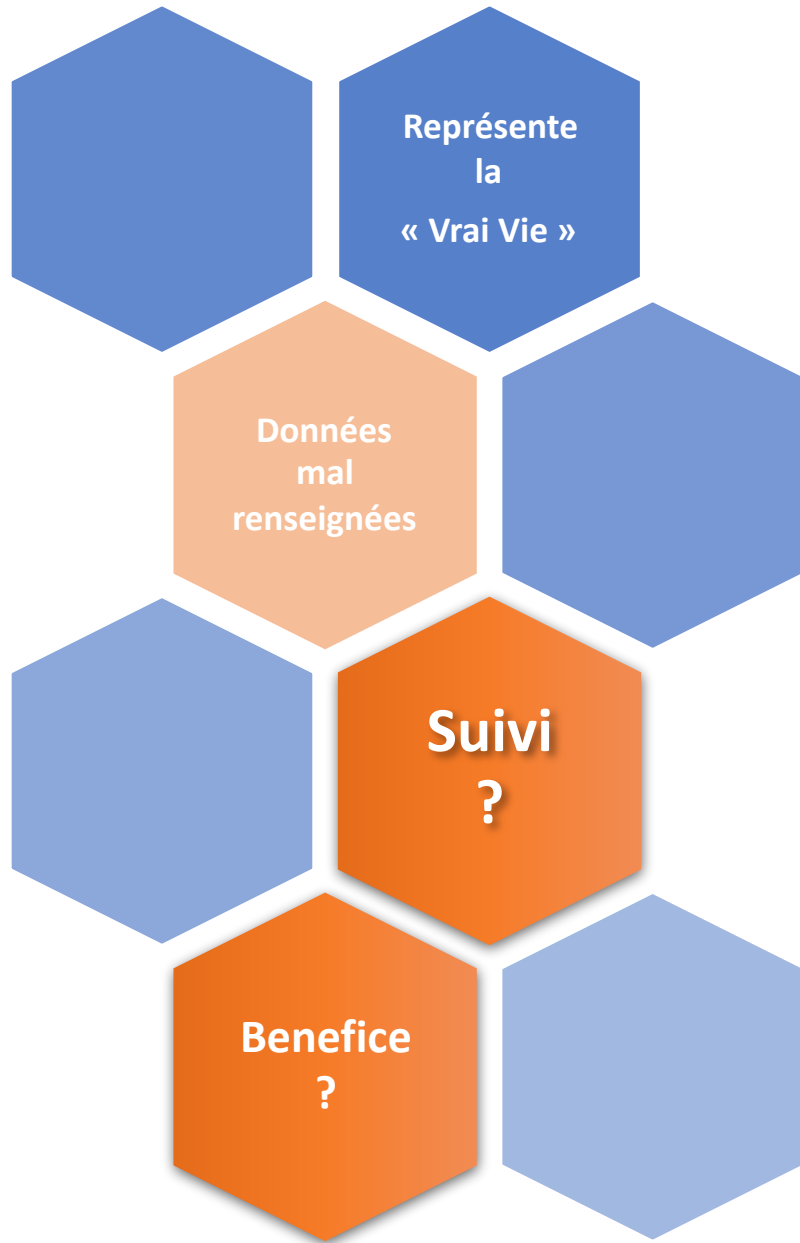 Représente
la
« Vrai Vie »
Données
mal
renseignées
Suivi
?
Benefice
?